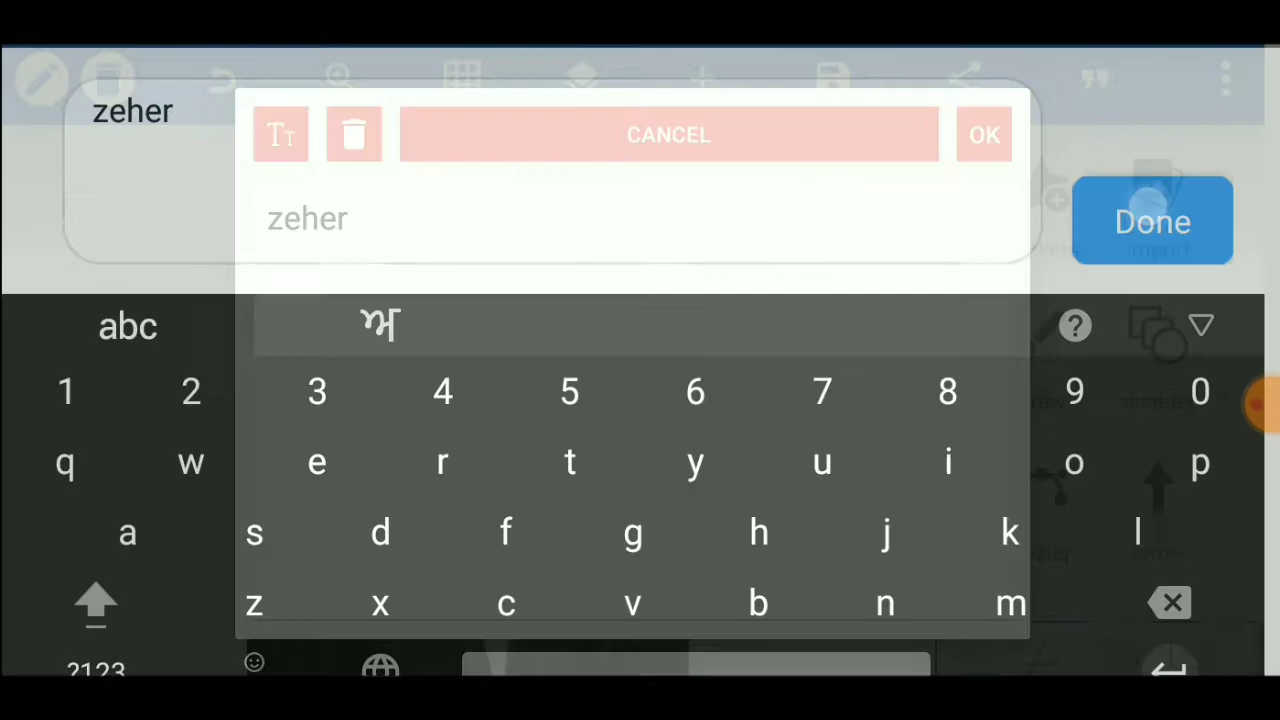 zeher
CANCEL
OK
zeher
Done
abc ਅ
1 2 3 4 5 6 7 8 9 0
q w e r t y u i o p
a s d f g h j k l
z x c v b n m
?123